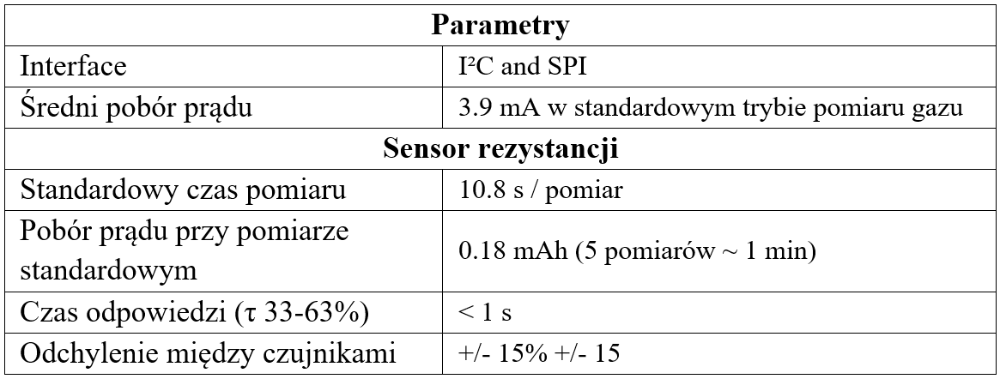 Parametry
Interface
I²C and SPI
Średni pobór prądu
3.9 mA w standardowym trybie pomiaru gazu
Sensor rezystancji
Standardowy czas pomiaru
10.8 s / pomiar
Pobór prądu przy pomiarze
standardowym
0.18 mAh (5 pomiarów ~ 1 min)
Czas odpowiedzi (τ 33-63%)
< 1 s
Odchylenie między czujnikami
+/- 15% +/- 15